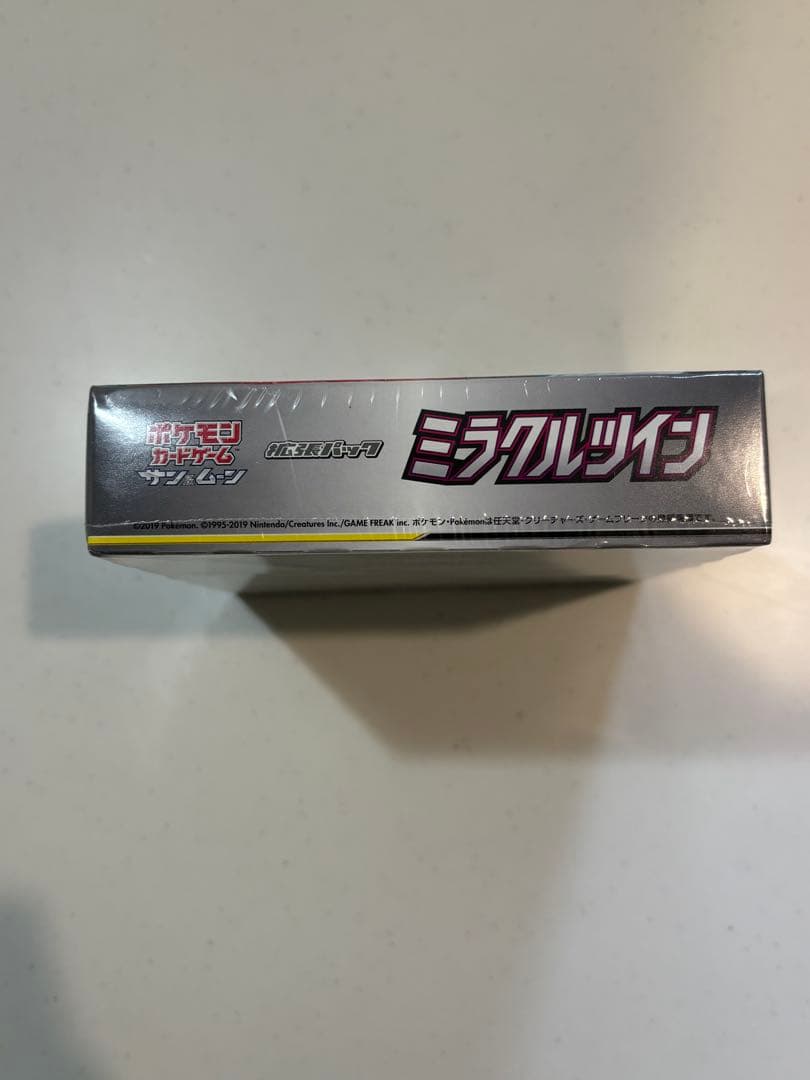 ポケモン
カードゲーム
サン&ムーン
拡張パック
ミラクルツイン
©2019 Pokémon. ©1995-2019 Nintendo/Creatures Inc./GAME FREAK inc. ポケモン・Pokémonは任天堂・クリーチャーズ・ゲームフリークの登録商標です。